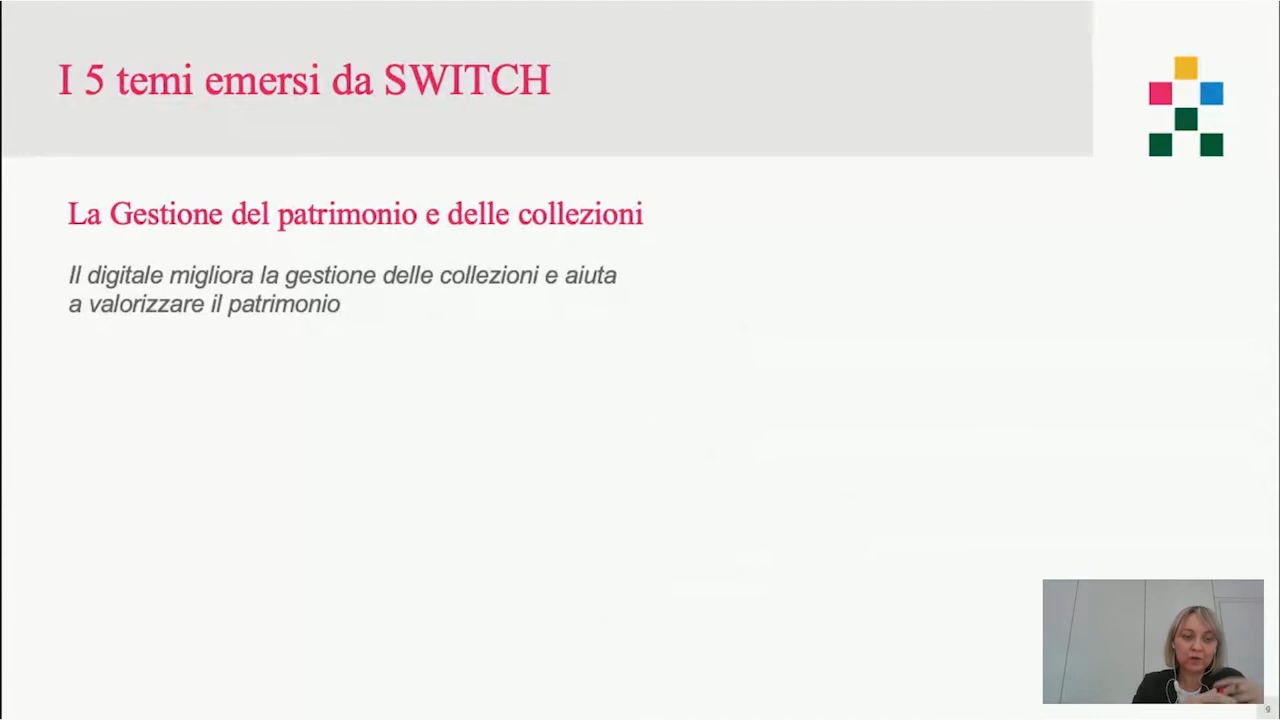 I 5 temi emersi da SWITCH
La Gestione del patrimonio e delle collezioni
Il digitale migliora la gestione delle collezioni e aiuta
a valorizzare il patrimonio
9